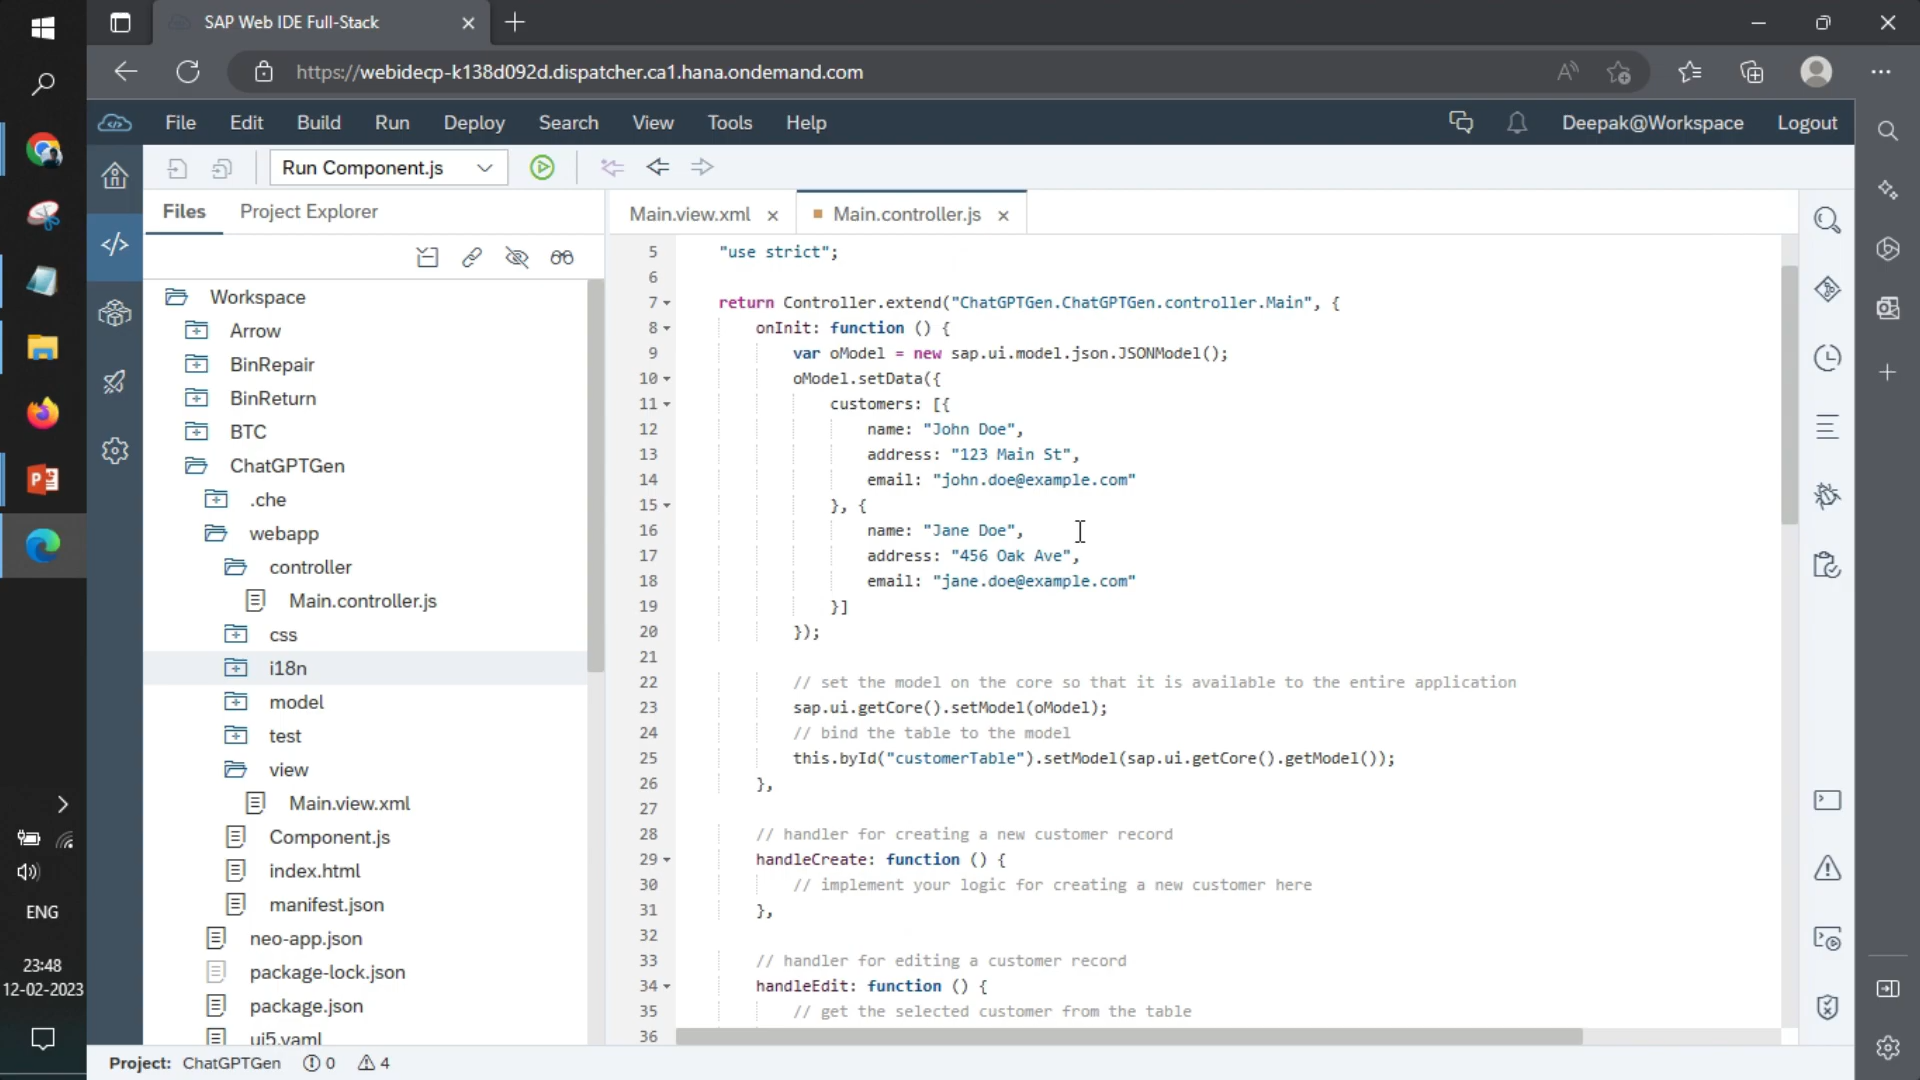 SAP Web IDE Full-Stack
https://webidecp-k138d092d.dispatcher.ca1.hana.ondemand.com
File Edit Build Run Deploy Search View Tools Help Deepak@Workspace Logout
Run Component.js
Files Project Explorer
Main.view.xml Main.controller.js
Workspace
Arrow
BinRepair
BinReturn
BTC
ChatGPTGen
.che
webapp
controller
Main.controller.js
css
i18n
model
test
view
Main.view.xml
Component.js
index.html
manifest.json
neo-app.json
package-lock.json
package.json
ui5.yaml
5 "use strict";
6
7 return Controller.extend("ChatGPTGen.ChatGPTGen.controller.Main", {
8 onInit: function () {
9 var oModel = new sap.ui.model.json.JSONModel();
10 oModel.setData({
11 customers: [{
12 name: "John Doe",
13 address: "123 Main St",
14 email: "john.doe@example.com"
15 }, {
16 name: "Jane Doe",
17 address: "456 Oak Ave",
18 email: "jane.doe@example.com"
19 }]
20 });
21
22 // set the model on the core so that it is available to the entire application
23 sap.ui.getCore().setModel(oModel);
24 // bind the table to the model
25 this.byId("customerTable").setModel(sap.ui.getCore().getModel());
26 },
27
28 // handler for creating a new customer record
29 handleCreate: function () {
30 // implement your logic for creating a new customer here
31 },
32
33 // handler for editing a customer record
34 handleEdit: function () {
35 // get the selected customer from the table
36
Project: ChatGPTGen 0 4
ENG
23:48
12-02-2023